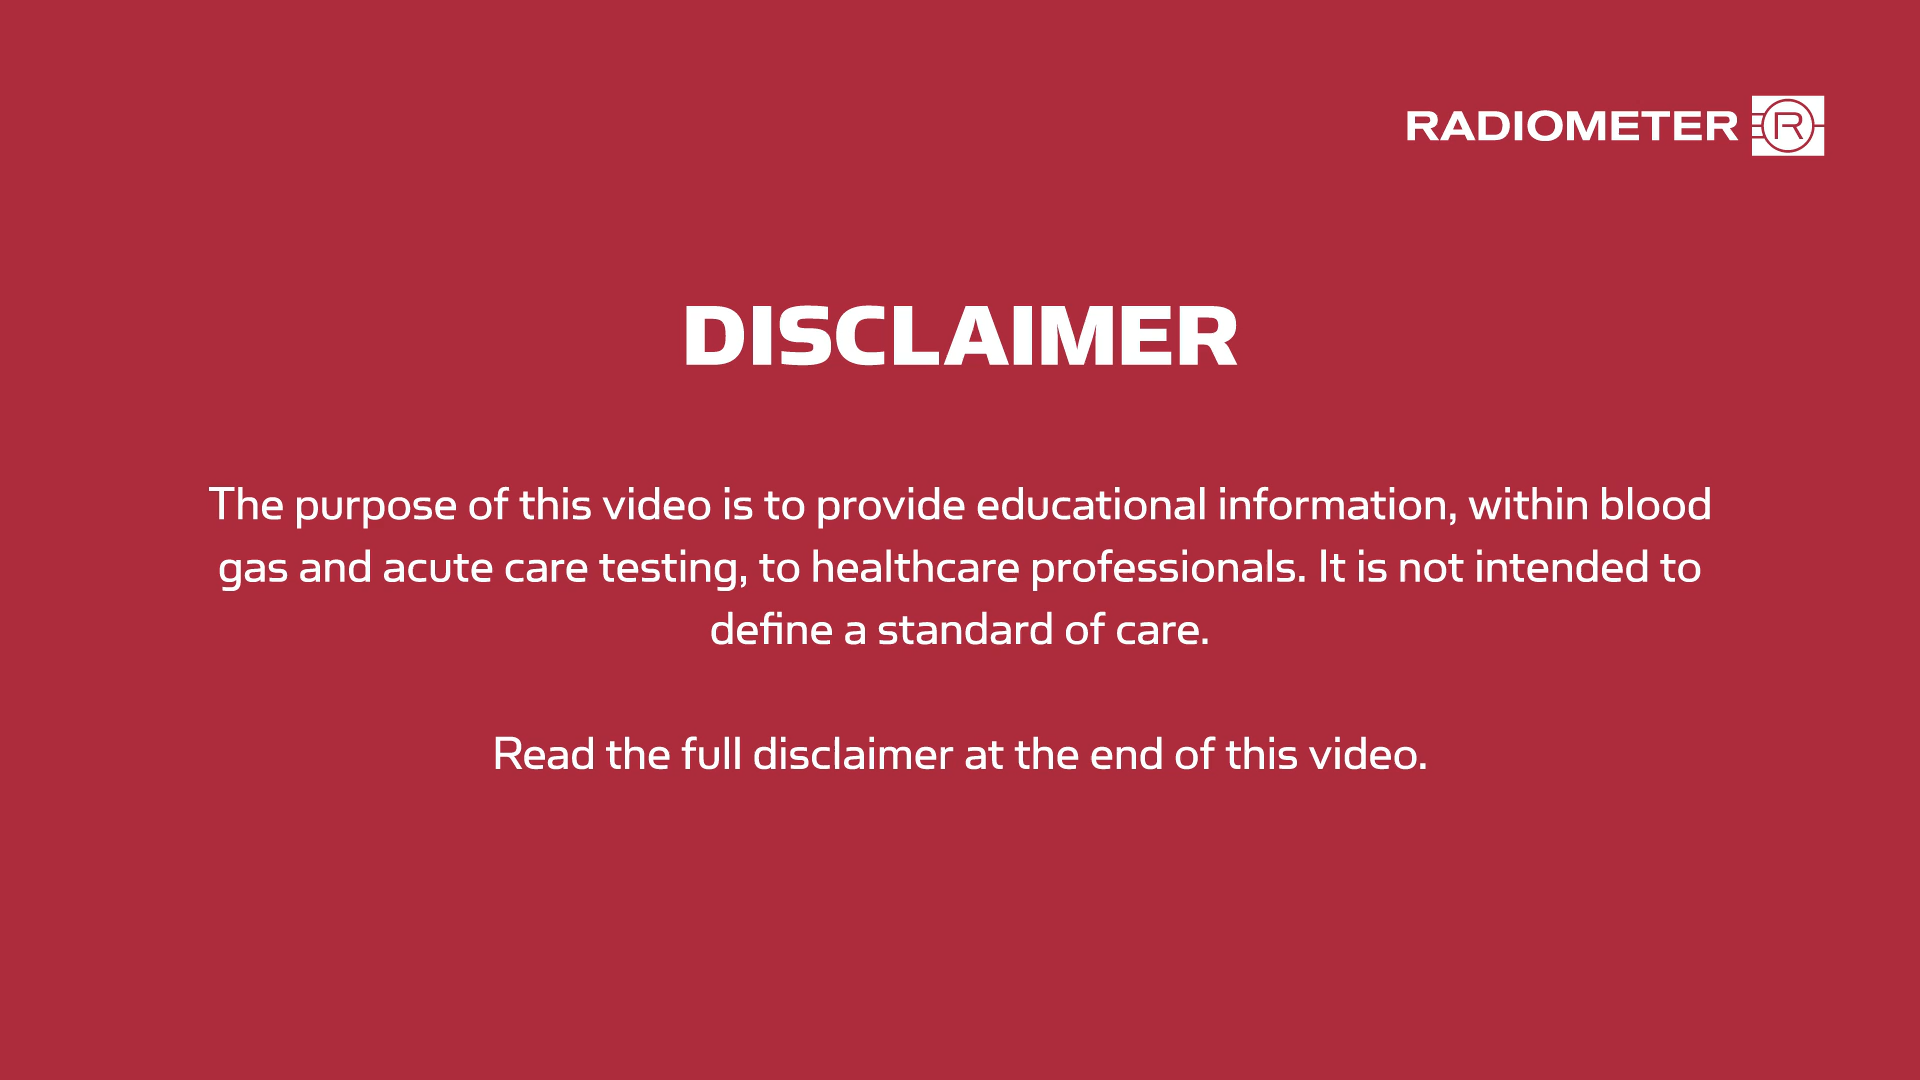 RADIOMETER R
DISCLAIMER
The purpose of this video is to provide educational information, within blood
gas and acute care testing, to healthcare professionals. It is not intended to
define a standard of care.
Read the full disclaimer at the end of this video.